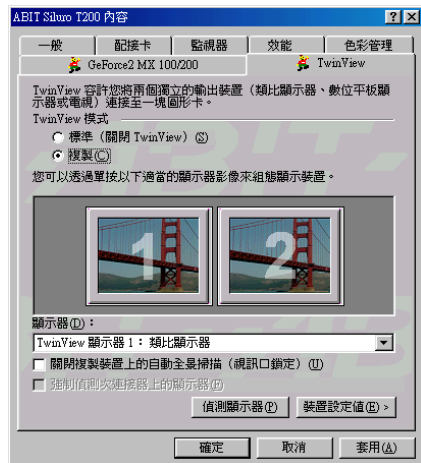 ABIT Siluro T200 內容
一般 配接卡 監視器 效能 色彩管理
GeForce2 MX 100/200 TwinView
TwinView 容許您將兩個獨立的輸出裝置（類比顯示器、數位平板顯
示器或電視）連接至一塊圖形卡。
TwinView 模式
標準（關閉 TwinView）(S)
複製(C)
您可以透過單按以下適當的顯示器影像來組態顯示裝置。
1 2
顯示器(D)：
TwinView 顯示器 1： 類比顯示器
關閉複製裝置上的自動全景掃描（視訊口鎖定）(U)
強制偵測次連接器上的顯示器(F)
偵測顯示器(P) 裝置設定值(E) >
確定 取消 套用(A)